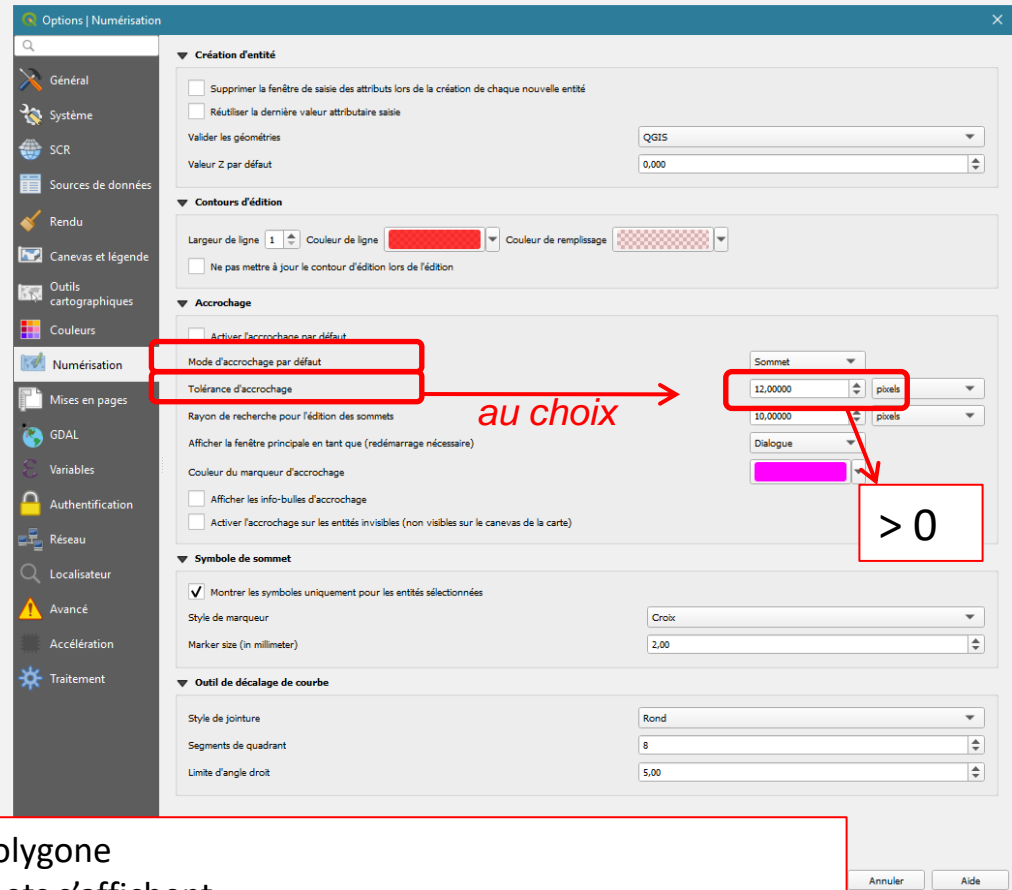 Options | Numérisation
Général
Système
SCR
Sources de données
Rendu
Canevas et légende
Outils
cartographiques
Couleurs
Numérisation
Mises en pages
GDAL
Variables
Authentification
Réseau
Localisateur
Avancé
Accélération
Traitement
Création d'entité
Supprimer la fenêtre de saisie des attributs lors de la création de chaque nouvelle entité
Réutiliser la dernière valeur attributaire saisie
Valider les géométries QGIS
Valeur Z par défaut 0,000
Contours d'édition
Largeur de ligne 1 Couleur de ligne Couleur de remplissage
Ne pas mettre à jour le contour d'édition lors de l'édition
Accrochage
Activer l'accrochage par défaut
Mode d'accrochage par défaut Sommet
Tolérance d'accrochage 12,00000 pixels
au choix
Rayon de recherche pour l'édition des sommets 10,00000 pixels
Afficher la fenêtre principale en tant que (redémarrage nécessaire) Dialogue
Couleur du marqueur d'accrochage
Afficher les info-bulles d'accrochage
Activer l'accrochage sur les entités invisibles (non visibles sur le canevas de la carte)
> 0
Symbole de sommet
Montrer les symboles uniquement pour les entités sélectionnées
Style de marqueur Croix
Marker size (in millimeter) 2,00
Outil de décalage de courbe
Style de jointure Rond
Segments de quadrant 8
Limite d'angle droit 5,00
olygone
s'affichent
Annuler Aide